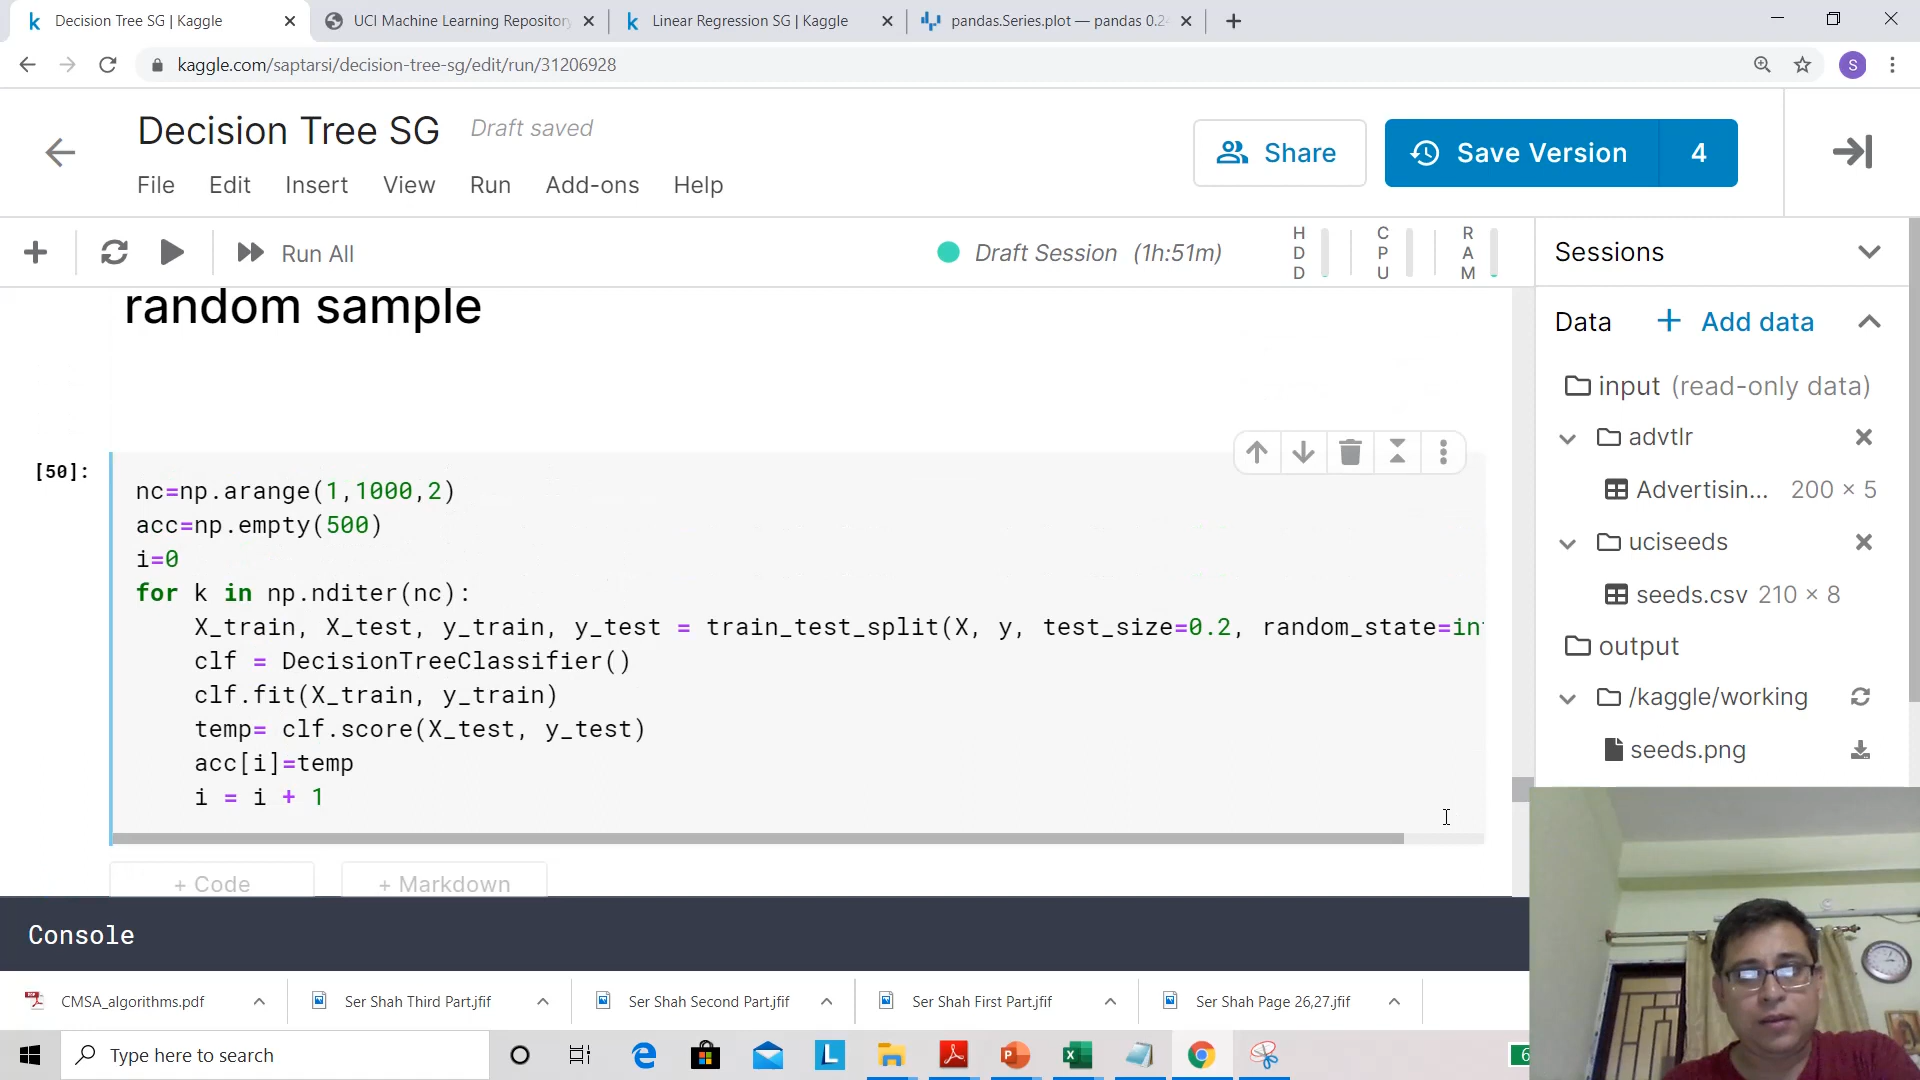 Decision Tree SG | Kaggle
UCI Machine Learning Repository
Linear Regression SG | Kaggle
pandas.Series.plot — pandas 0.2
kaggle.com/saptarsi/decision-tree-sg/edit/run/31206928
S
Decision Tree SG
Draft saved
File Edit Insert View Run Add-ons Help
Share
Save Version 4
Run All
Draft Session (1h:51m)
HDD
CPU
RAM
Sessions
Data
+ Add data
input (read-only data)
advtlr
Advertisin... 200 × 5
uciseeds
seeds.csv 210 × 8
output
/kaggle/working
seeds.png
random sample
[50]:
nc=np.arange(1,1000,2)
acc=np.empty(500)
i=0
for k in np.nditer(nc):
X_train, X_test, y_train, y_test = train_test_split(X, y, test_size=0.2, random_state=in
clf = DecisionTreeClassifier()
clf.fit(X_train, y_train)
temp= clf.score(X_test, y_test)
acc[i]=temp
i = i + 1
+ Code
+ Markdown
Console
CMSA_algorithms.pdf
Ser Shah Third Part.jfif
Ser Shah Second Part.jfif
Ser Shah First Part.jfif
Ser Shah Page 26,27.jfif
Type here to search
6